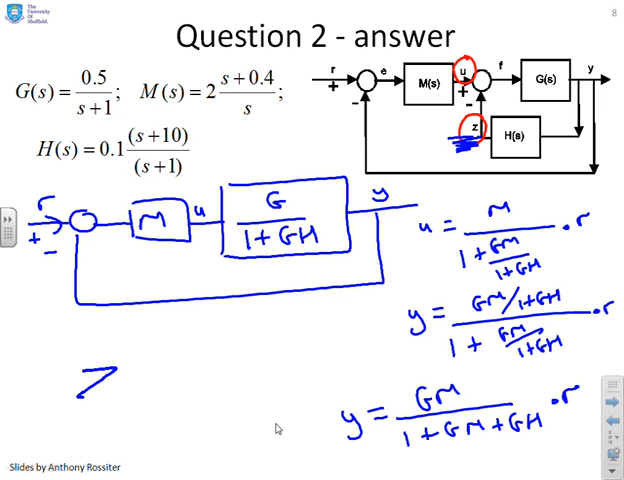 The
University
Of
Sheffield.
8
Question 2 - answer
G(s) = 0.5 / (s + 1);   M(s) = 2 (s + 0.4) / s;
H(s) = 0.1 (s + 10) / (s + 1)
r + - e M(s) u + - f G(s) y
z H(s)
r + - M u G / (1 + GH) y
u = M / (1 + GM / (1 + GH)) . r
y = (GM / 1 + GH) / (1 + GM / (1 + GH)) . r
Z
y = GM / (1 + GM + GH) . r
Slides by Anthony Rossiter